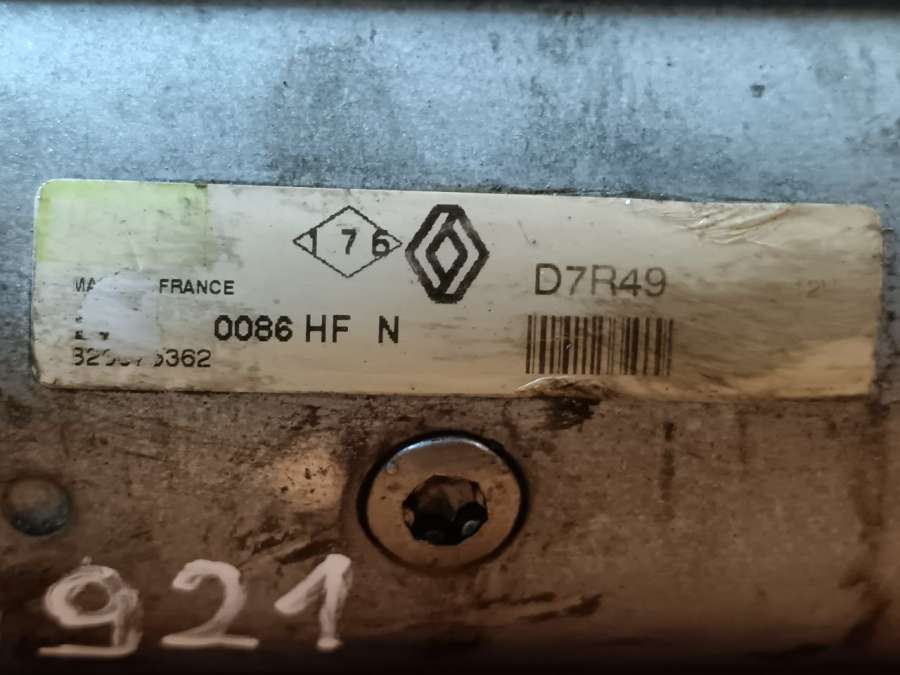 176
D7R49
FRANCE
0086 HF N
921